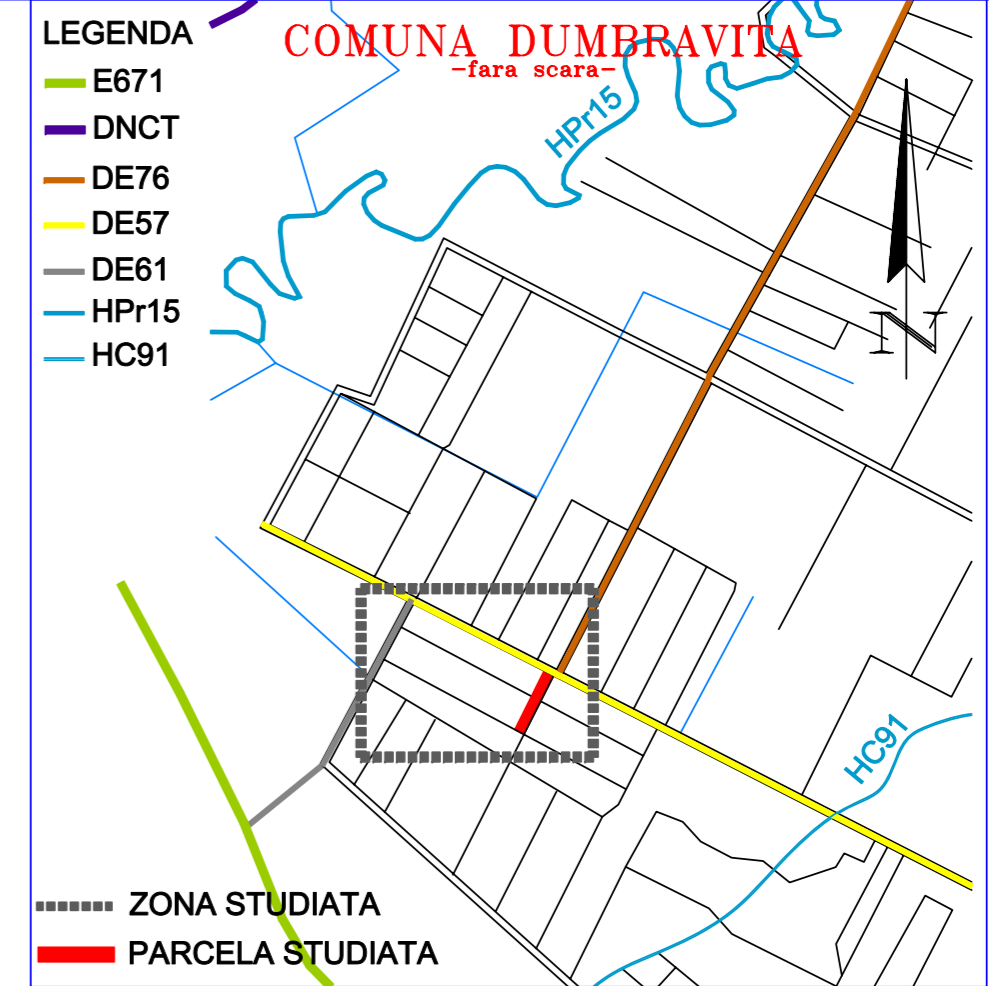 COMUNA DUMBRAVITA
-fara scara-
LEGENDA
E671
DNCT
DE76
DE57
DE61
HPr15
HC91
HPr15
N
HC91
ZONA STUDIATA
PARCELA STUDIATA